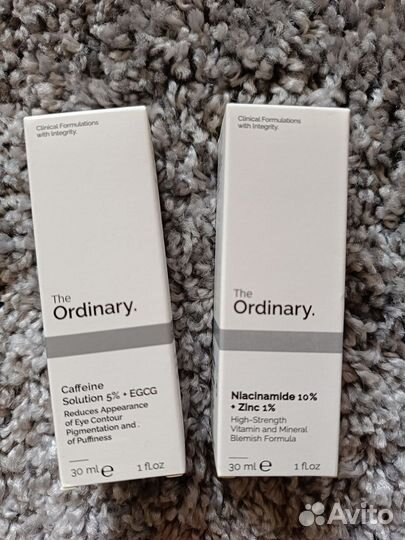 Clinical Formulations
with Integrity.
The
Ordinary.
Caffeine
Solution 5% + EGCG
Reduces Appearance
of Eye Contour
Pigmentation and .
of Puffiness
30 ml e 1 fl.oz
Clinical Formulations
with Integrity.
The
Ordinary.
Niacinamide 10%
+ Zinc 1%
High-Strength
Vitamin and Mineral
Blemish Formula
30 ml e 1 fl.oz
Avito